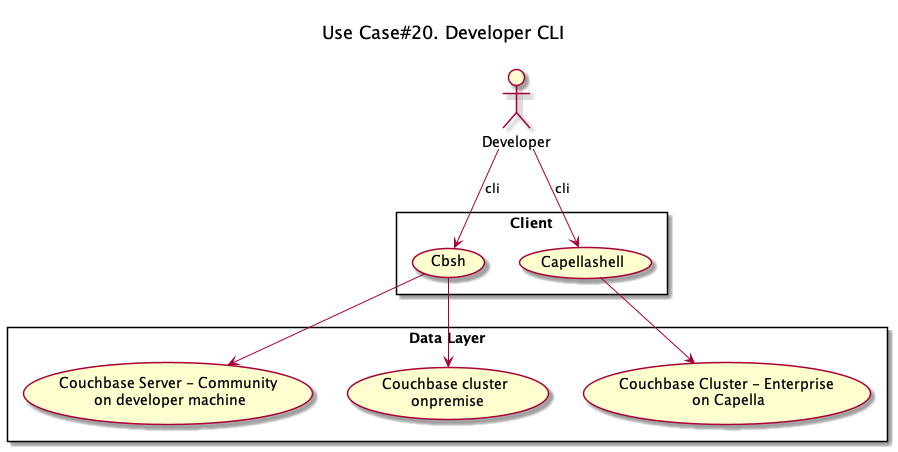 Use Case#20. Developer CLI
Developer
cli
cli
Client
Cbsh
Capellashell
Data Layer
Couchbase Server - Community
on developer machine
Couchbase cluster
onpremise
Couchbase Cluster - Enterprise
on Capella